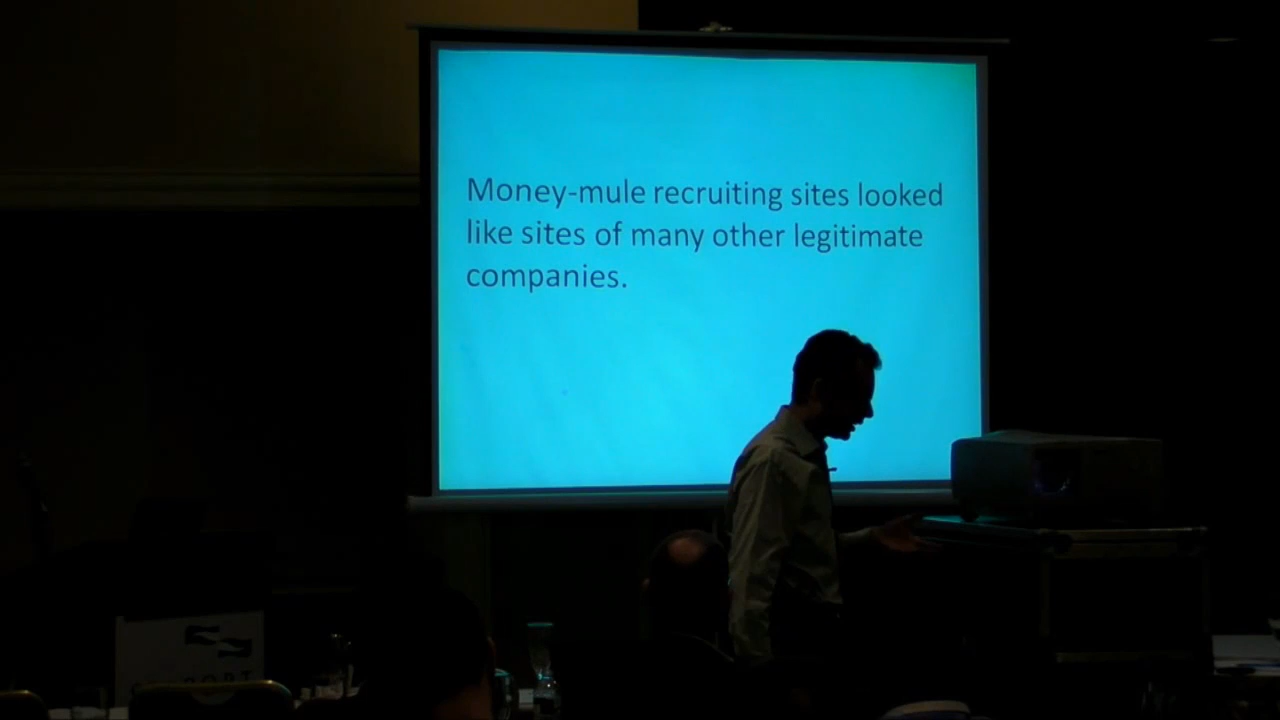 Money-mule recruiting sites looked
like sites of many other legitimate
companies.